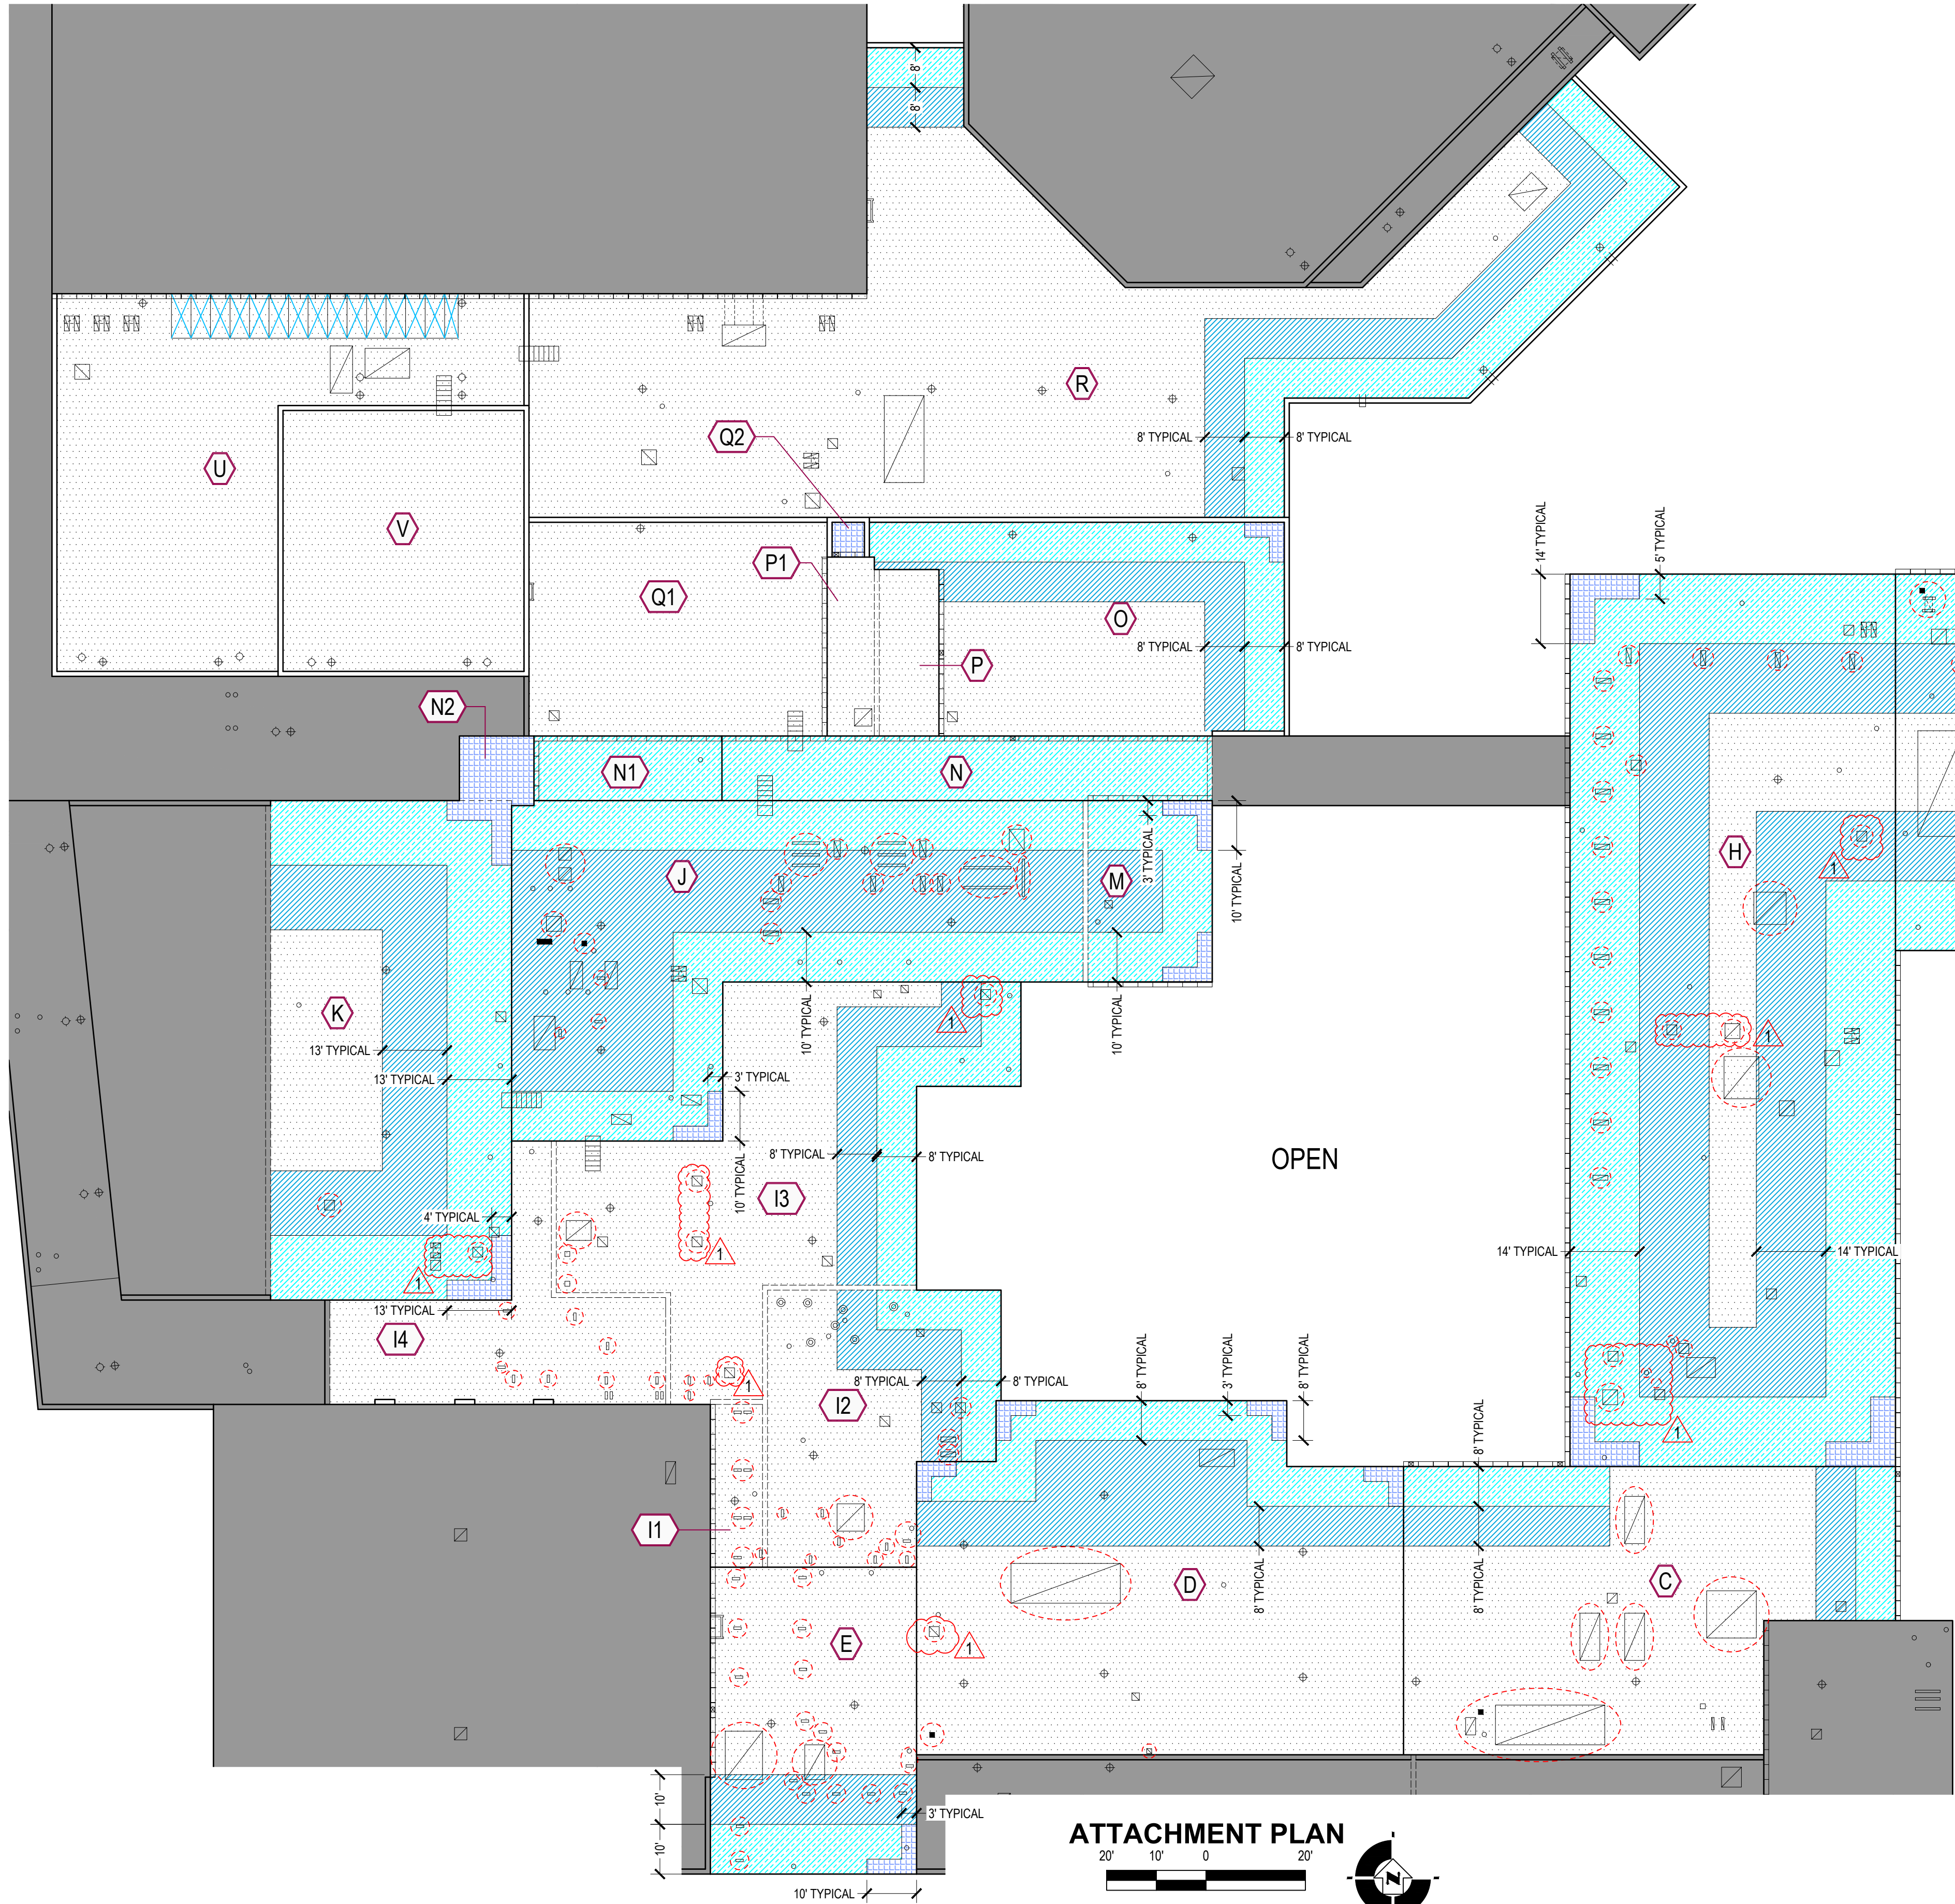 8'
8'
R
Q2
8' TYPICAL
8' TYPICAL
U
V
14' TYPICAL
5' TYPICAL
P1
Q1
O
8' TYPICAL
8' TYPICAL
P
N2
N1
N
3' TYPICAL
10' TYPICAL
H
1
J
M
K
13' TYPICAL
13' TYPICAL
10' TYPICAL
10' TYPICAL
1
1
3' TYPICAL
10' TYPICAL
8' TYPICAL
8' TYPICAL
OPEN
I3
4' TYPICAL
1
1
14' TYPICAL
14' TYPICAL
13' TYPICAL
I4
1
8' TYPICAL
8' TYPICAL
8' TYPICAL
3' TYPICAL
8' TYPICAL
I2
8' TYPICAL
1
I1
D
8' TYPICAL
8' TYPICAL
C
E
1
10'
10'
3' TYPICAL
10' TYPICAL
ATTACHMENT PLAN
20'
10'
0
20'
N